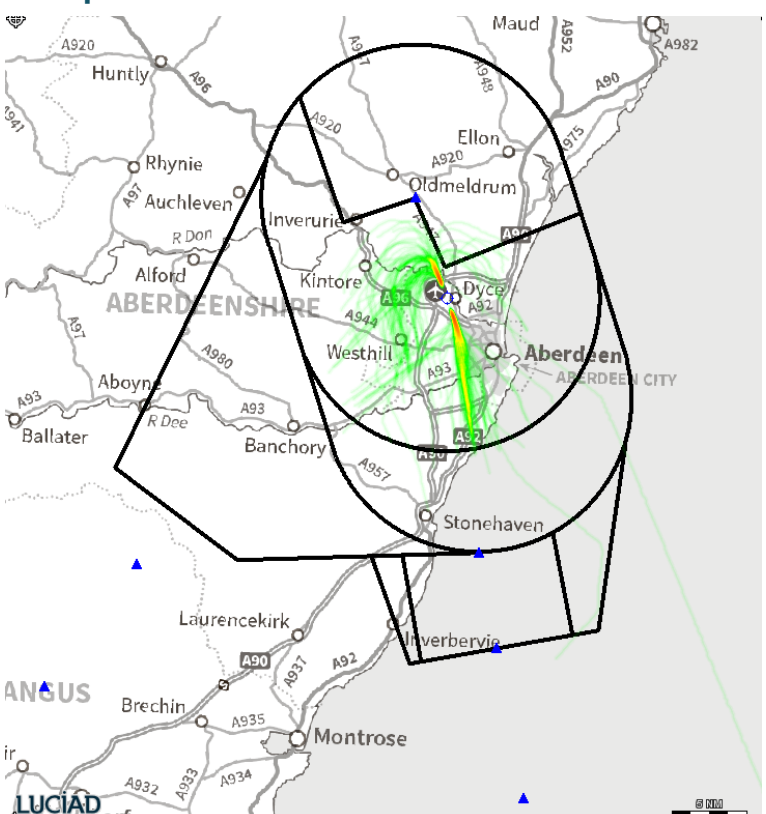 A920
Maud
A952
A982
Huntly
A96
A947
A948
A90
A941
A920
Ellon
A975
Rhynie
A920
A97
Auchleven
Oldmeldrum
Inverurie
A947
A90
R Don
Alford
Kintore
Dyce
A96
A92
ABERDEENSHIRE
A944
A97
A980
Westhill
Aberdeen
A93
ABERDEEN CITY
Aboyne
A93
R Dee
A93
Ballater
Banchory
A92
A90
A957
Stonehaven
Laurencekirk
Inverbervie
A90
A92
A937
ANGUS
Brechin
A935
Montrose
ir
A932
A933
A934
LUCIAD
5 NM